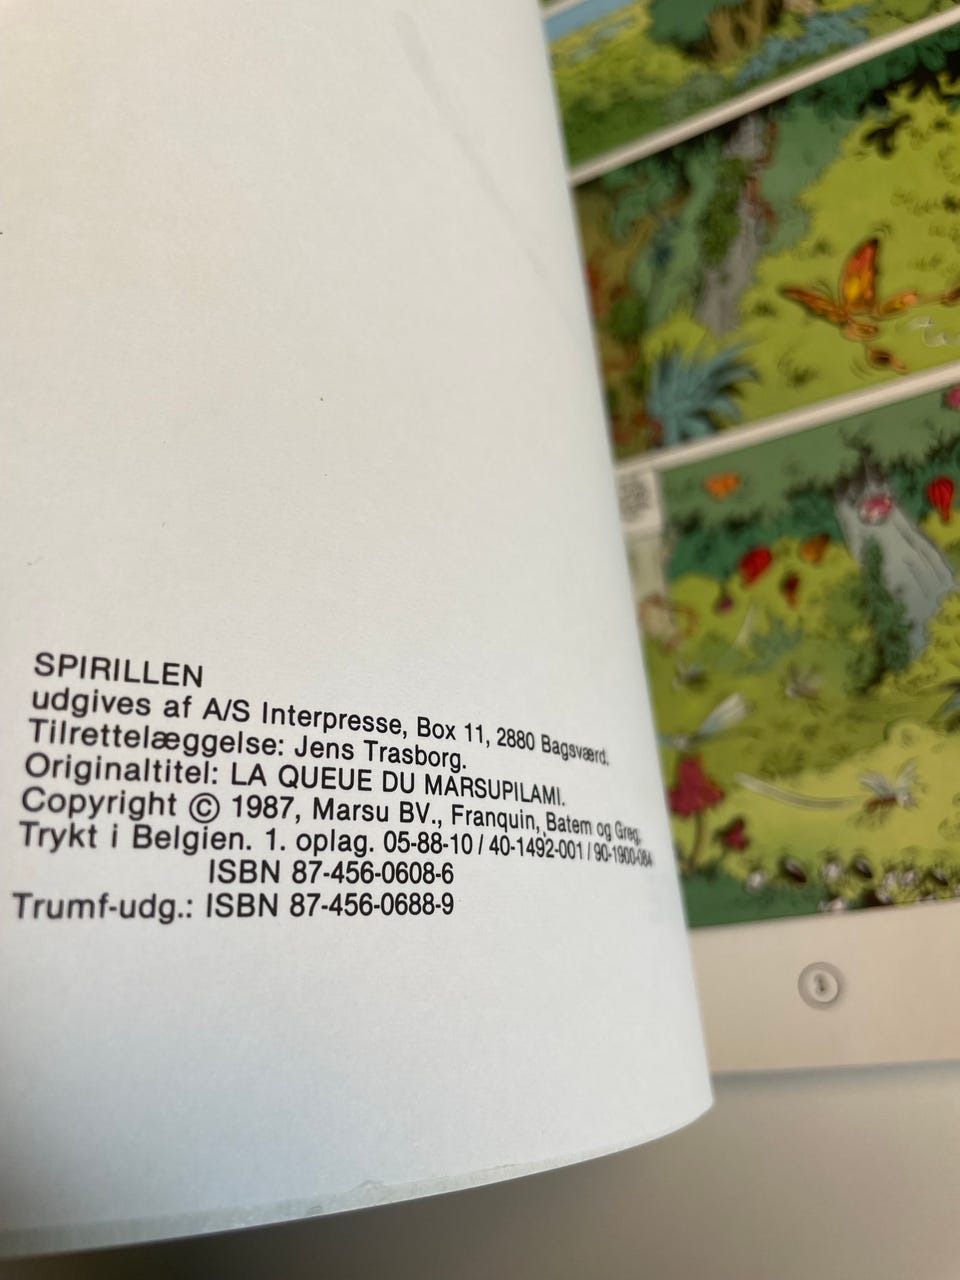 SPIRILLEN
udgives af A/S Interpresse, Box 11, 2880 Bagsværd.
Tilrettelæggelse: Jens Trasborg.
Originaltitel: LA QUEUE DU MARSUPILAMI.
Copyright © 1987, Marsu BV., Franquin, Batem og Greg.
Trykt i Belgien. 1. oplag. 05-88-10 / 40-1492-001 / 90-1900-084
ISBN 87-456-0608-6
Trumf-udg.: ISBN 87-456-0688-9